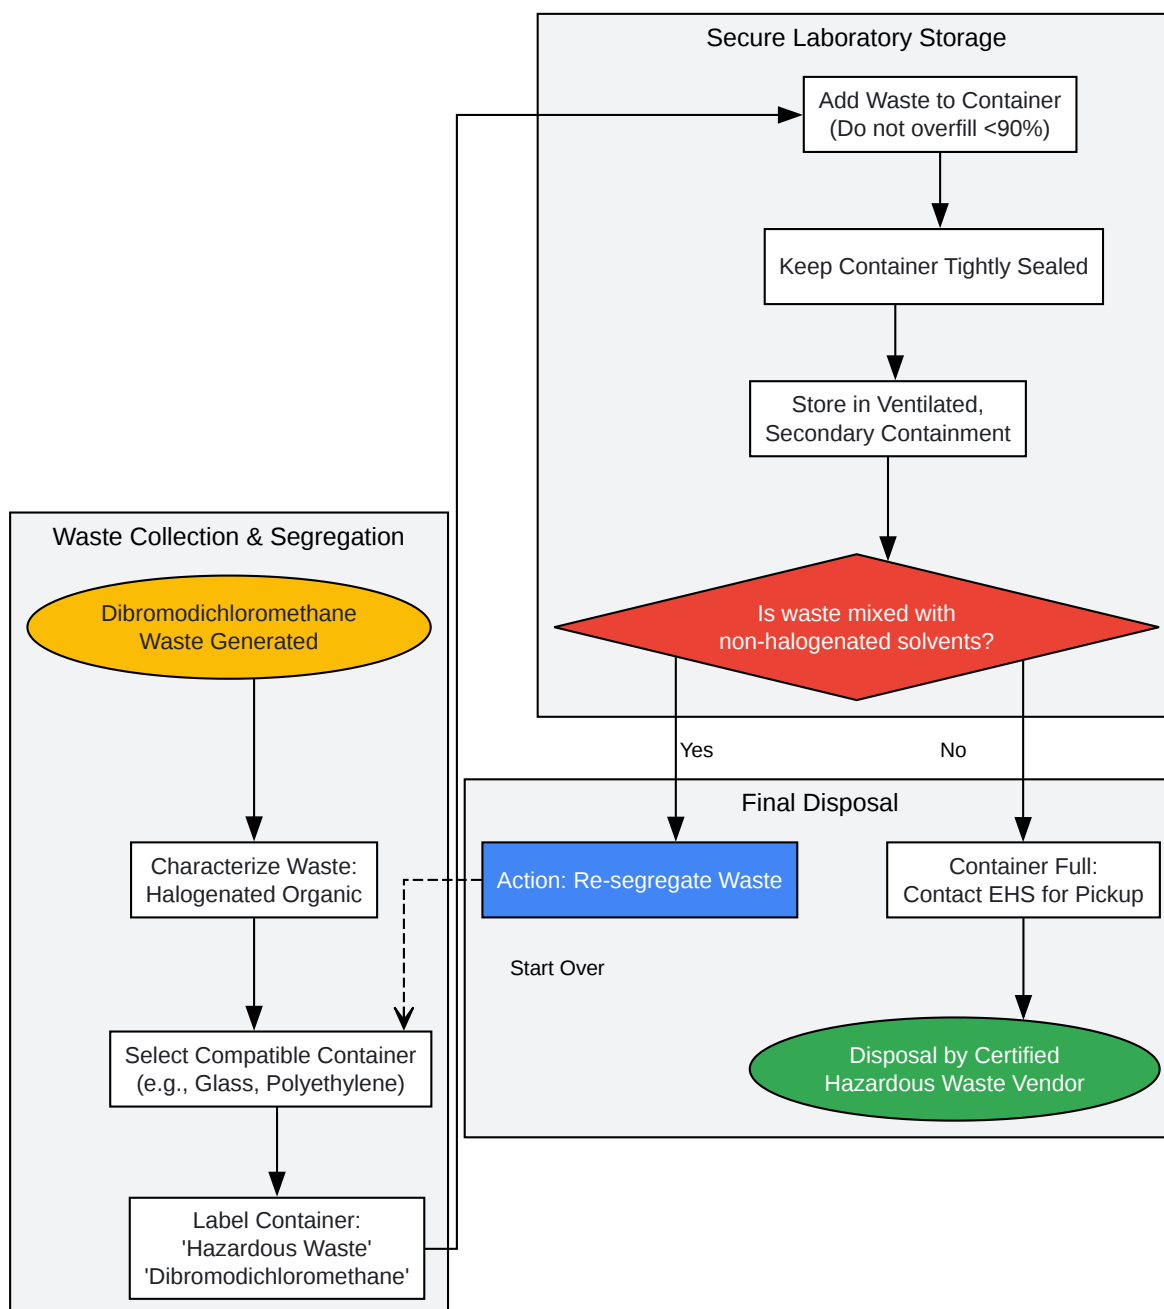 Waste Collection & Segregation
Dibromodichloromethane
Waste Generated
Characterize Waste:
Halogenated Organic
Select Compatible Container
(e.g., Glass, Polyethylene)
Label Container:
'Hazardous Waste'
'Dibromodichloromethane'
Secure Laboratory Storage
Add Waste to Container
(Do not overfill <90%)
Keep Container Tightly Sealed
Store in Ventilated,
Secondary Containment
Is waste mixed with
non-halogenated solvents?
Yes
No
Final Disposal
Action: Re-segregate Waste
Start Over
Container Full:
Contact EHS for Pickup
Disposal by Certified
Hazardous Waste Vendor